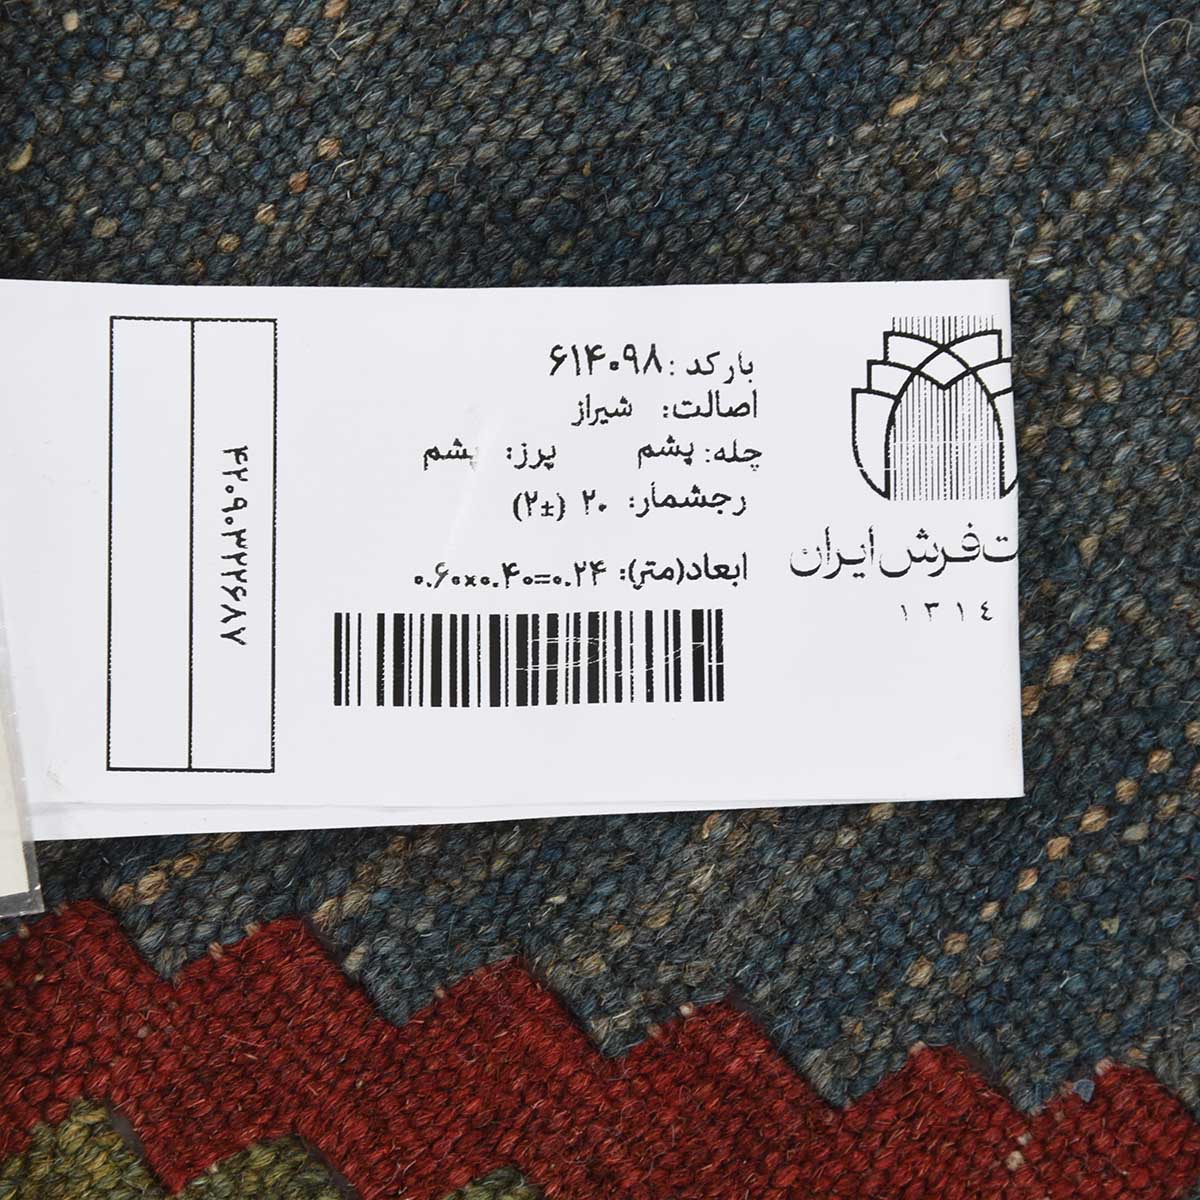 بارکد: ۶۱۴۰۹۸
اصالت: شیراز
چله: پشم پرز: پشم
رجشمار: ۲۰ (±۲)
ابعاد(متر): ۰.۶۰×۰.۴۰=۰.۲۴
ت فرش ایران
۱۳۱٤
۴۲۰۹۰۳۲۲۶۸۷